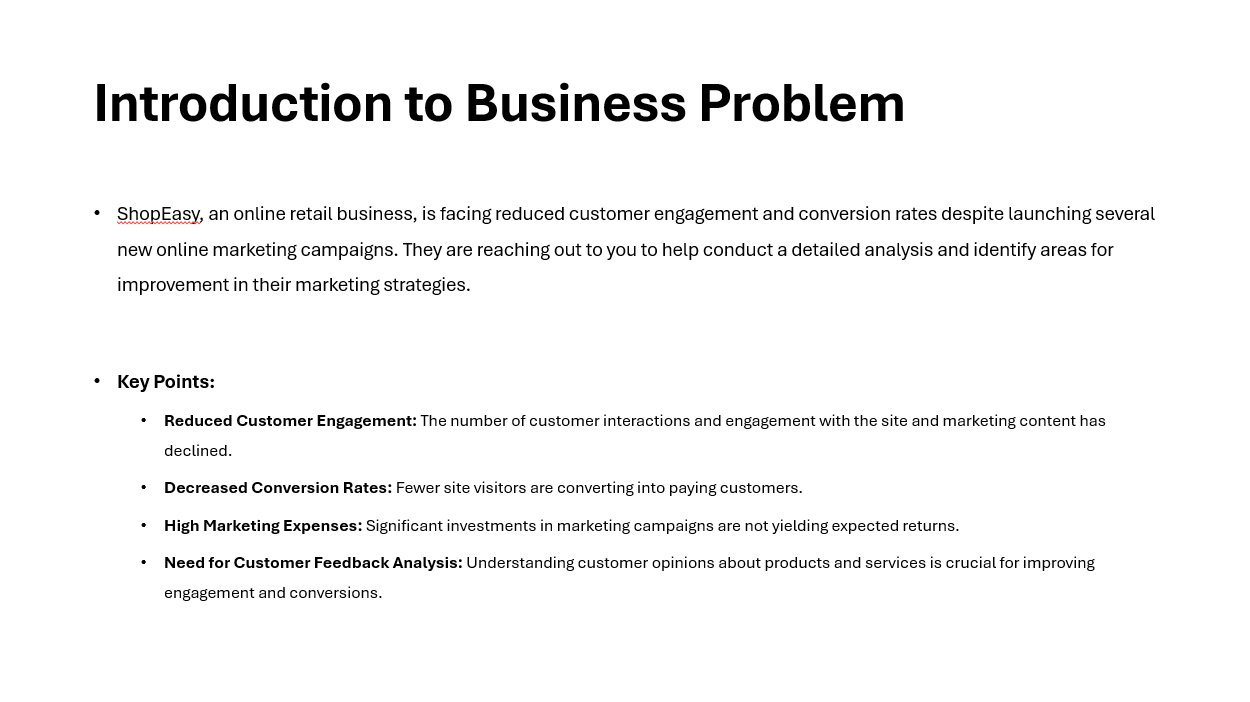 Introduction to Business Problem
• ShopEasy, an online retail business, is facing reduced customer engagement and conversion rates despite launching several
new online marketing campaigns. They are reaching out to you to help conduct a detailed analysis and identify areas for
improvement in their marketing strategies.
• Key Points:
• Reduced Customer Engagement: The number of customer interactions and engagement with the site and marketing content has
declined.
• Decreased Conversion Rates: Fewer site visitors are converting into paying customers.
• High Marketing Expenses: Significant investments in marketing campaigns are not yielding expected returns.
• Need for Customer Feedback Analysis: Understanding customer opinions about products and services is crucial for improving
engagement and conversions.